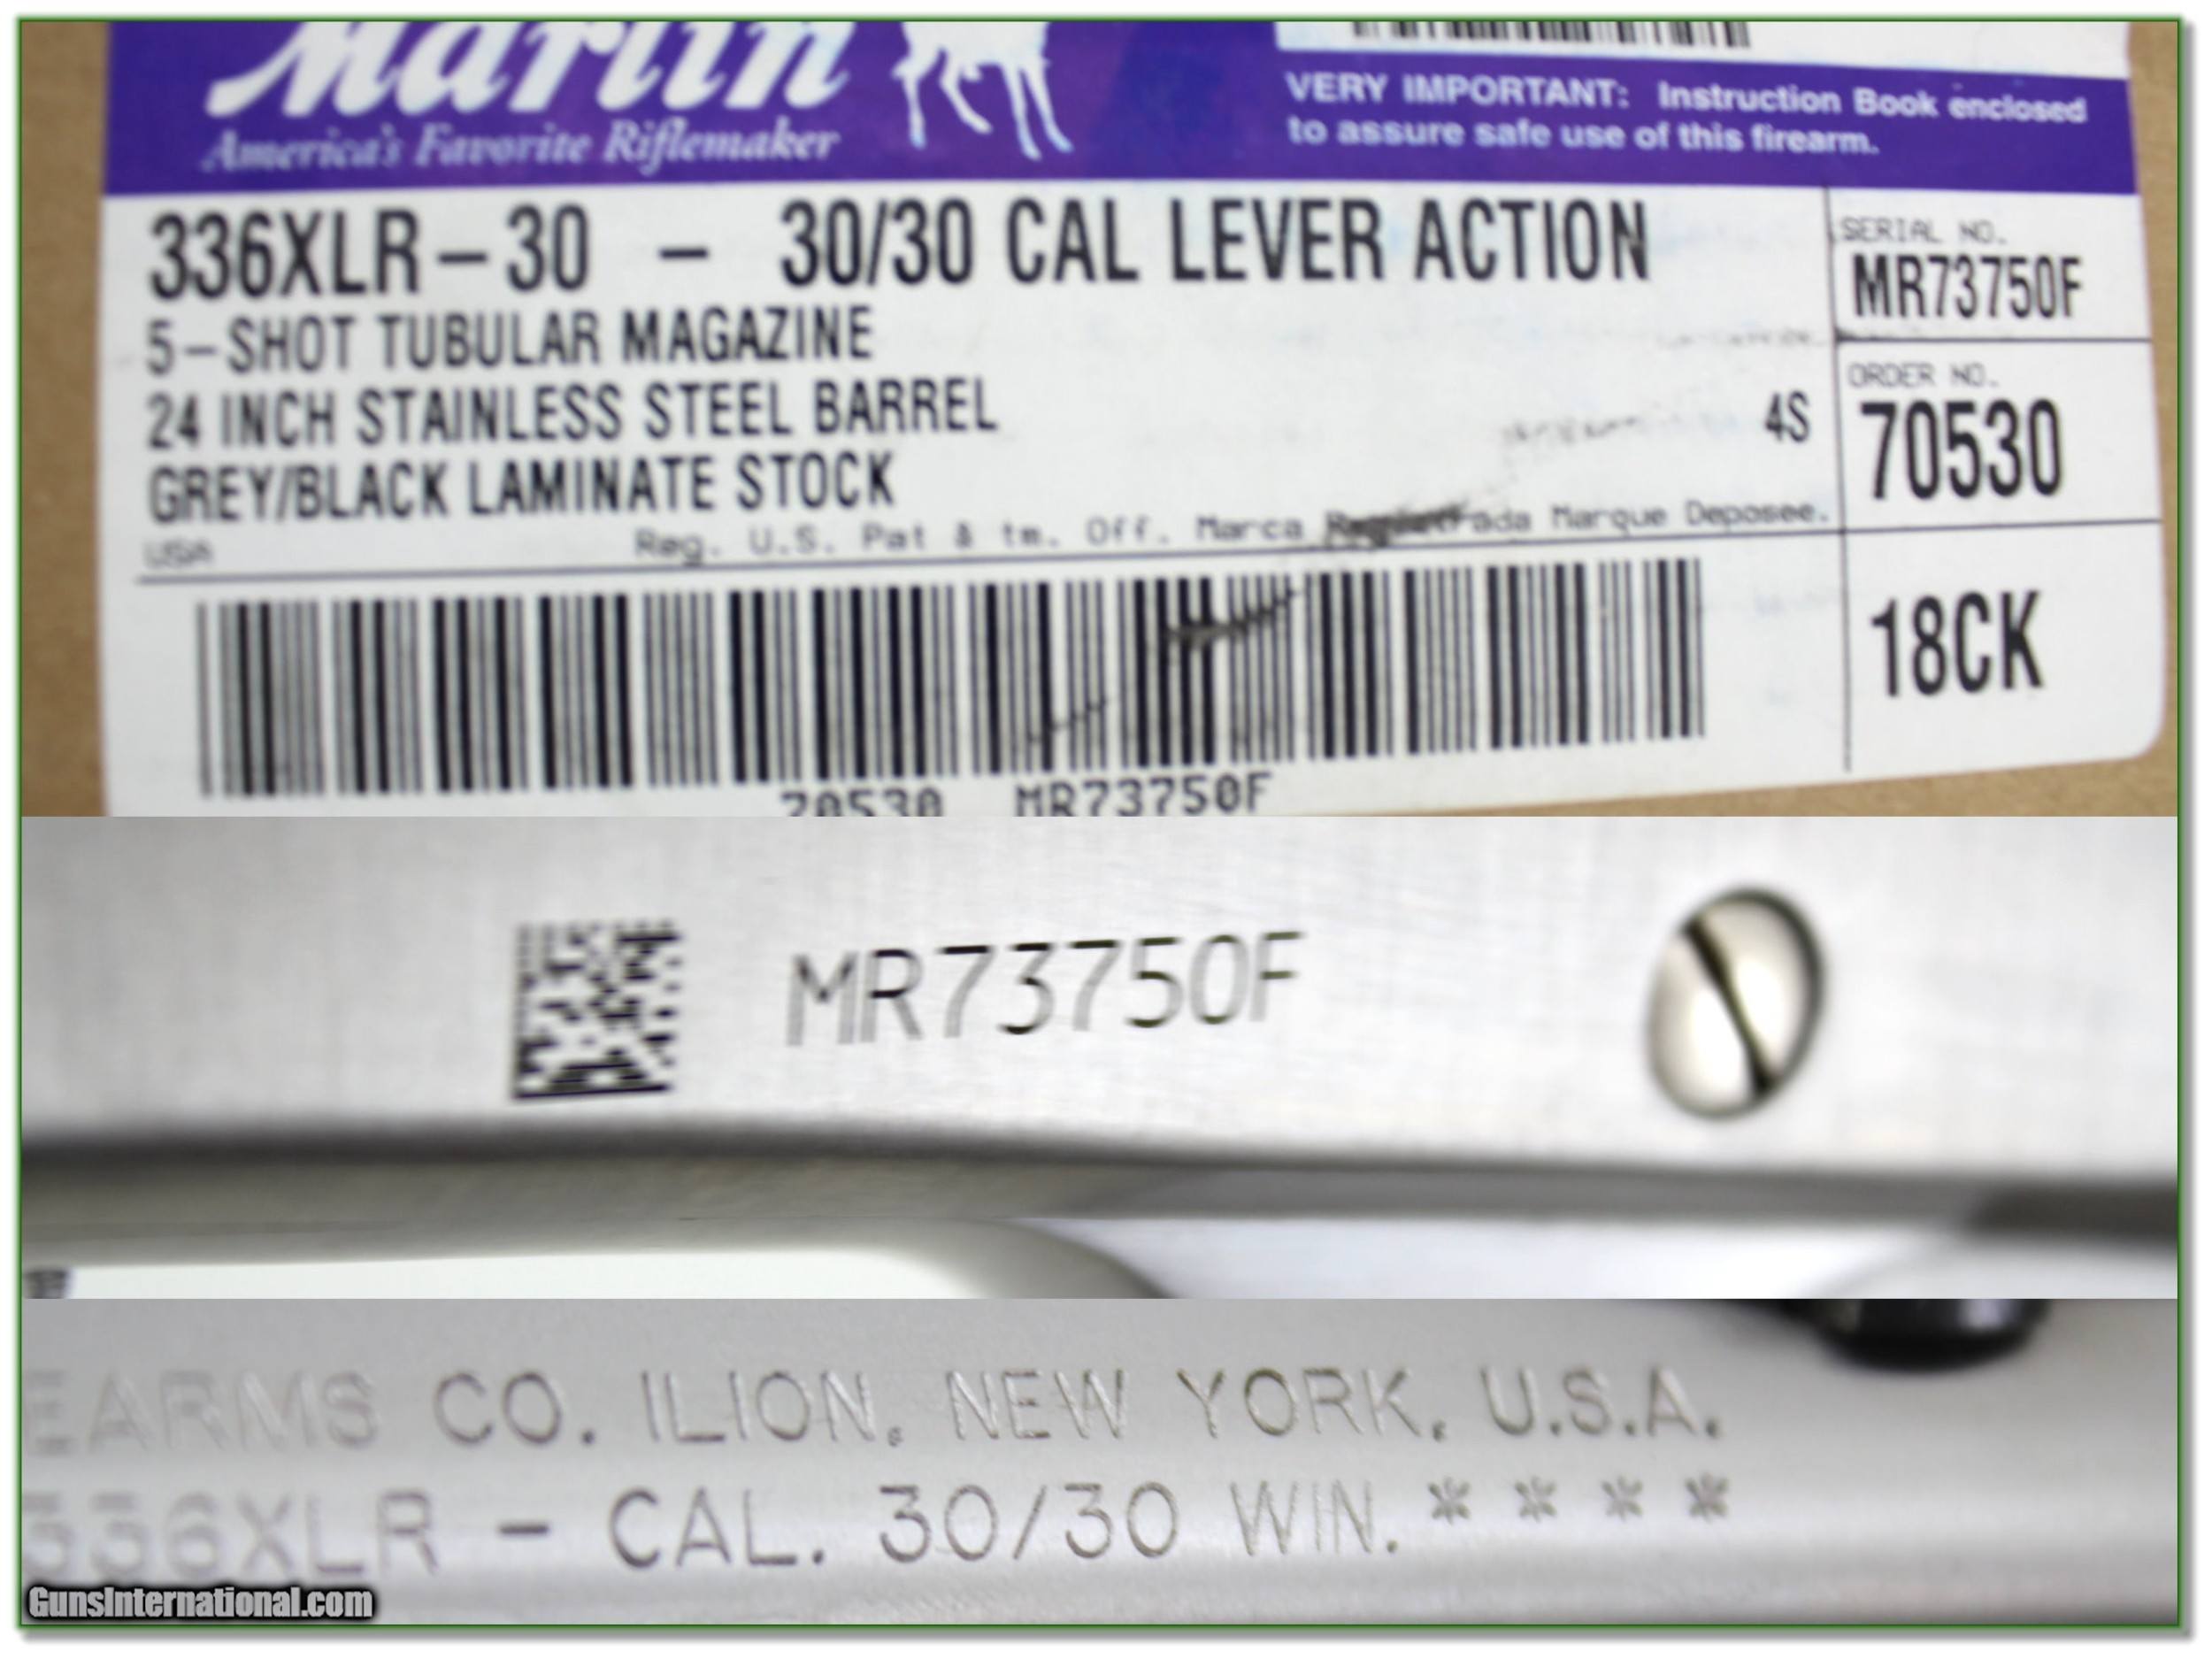 Marlin
America's Favorite Riflemaker
VERY IMPORTANT: Instruction Book enclosed
to assure safe use of this firearm.
336XLR-30 - 30/30 CAL LEVER ACTION
5-SHOT TUBULAR MAGAZINE
24 INCH STAINLESS STEEL BARREL
GREY/BLACK LAMINATE STOCK
4S
USA
Reg. U.S. Pat & tm. Off. Marca Marque Deposee.
SERIAL NO.
MR73750F
ORDER NO.
70530
18CK
70530 MR73750F
MR73750F
EARMS CO. ILION, NEW YORK, U.S.A.
336XLR - CAL. 30/30 WIN. * * * *
GunsInternational.com